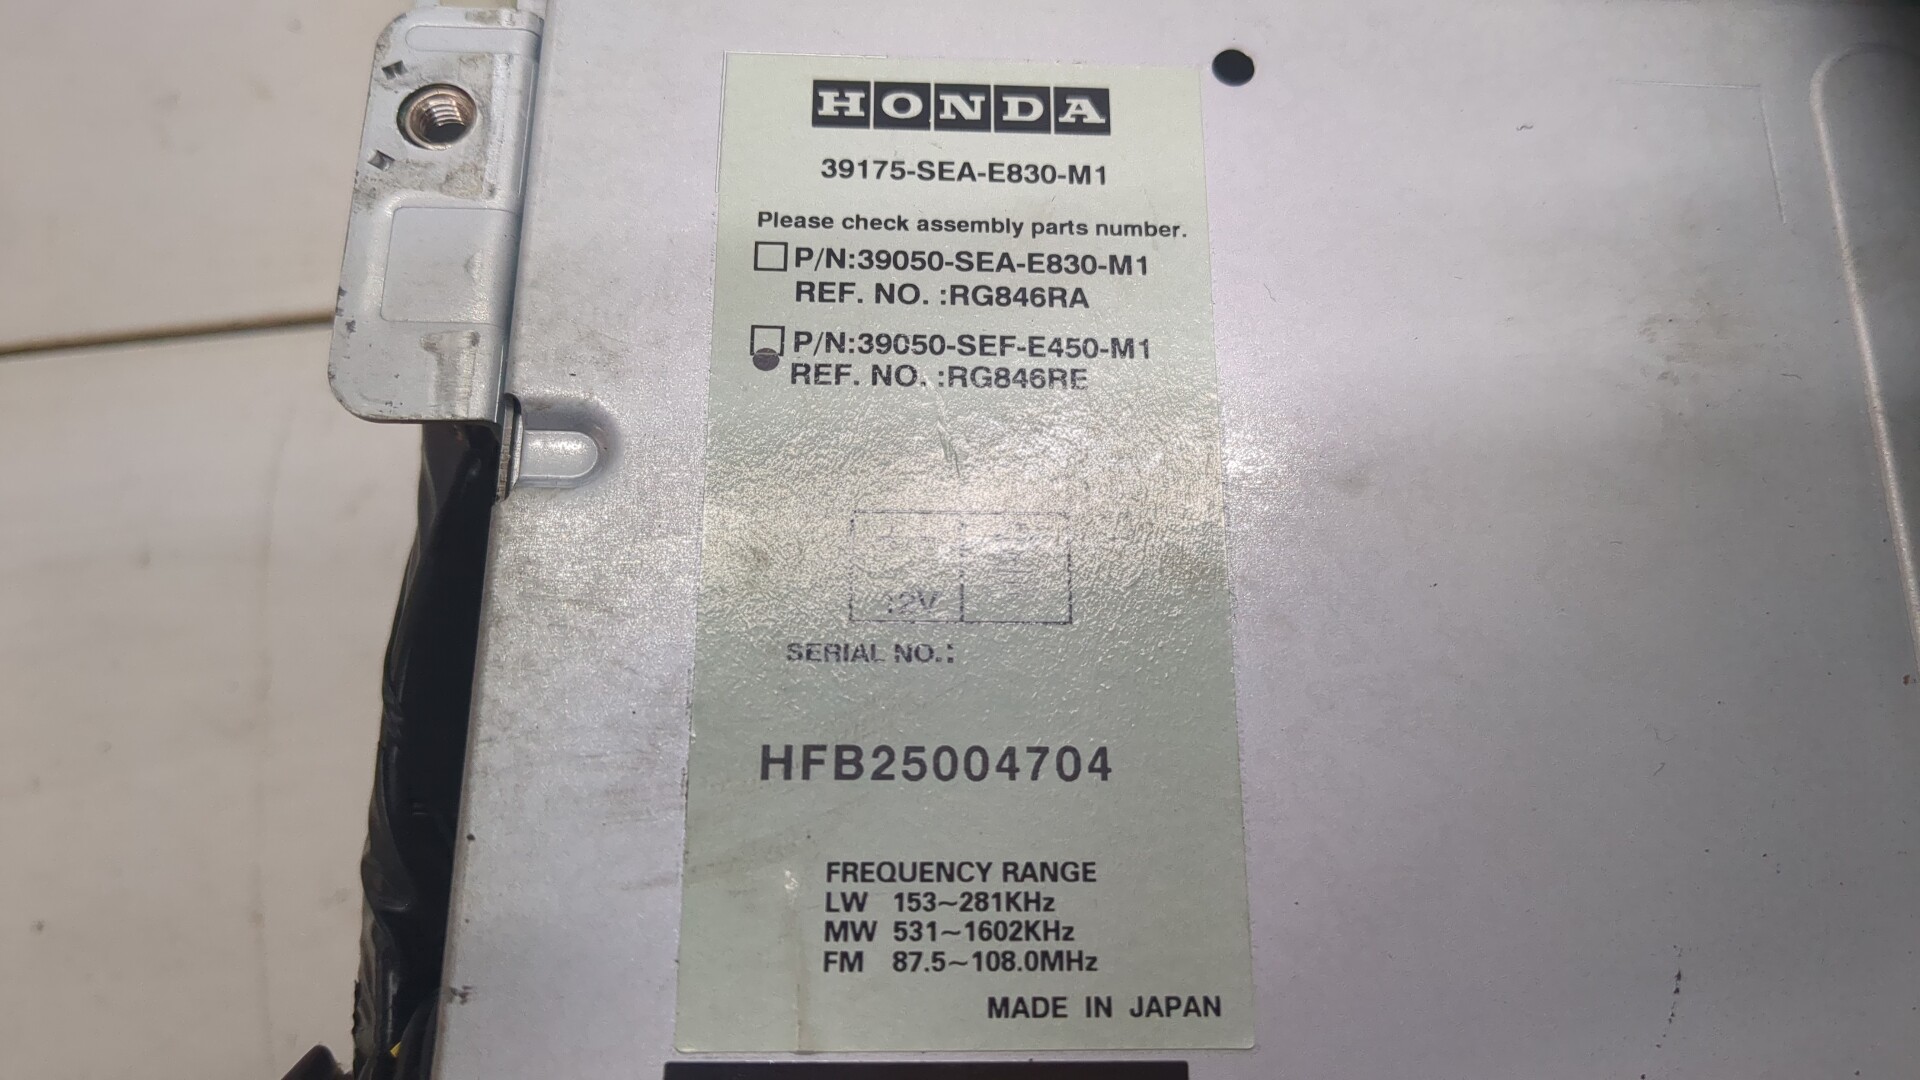 HONDA
39175-SEA-E830-M1
Please check assembly parts number.
P/N:39050-SEA-E830-M1
REF. NO. :RG846RA
P/N:39050-SEF-E450-M1
REF. NO. :RG846RE
12V
SERIAL NO.:
HFB25004704
FREQUENCY RANGE
LW 153~281KHz
MW 531~1602KHz
FM 87.5~108.0MHz
MADE IN JAPAN